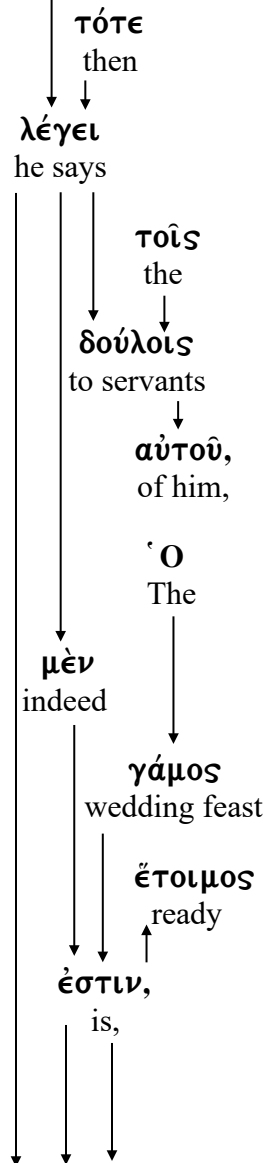 τότε
then
λέγει
he says
τοῖς
the
δούλοις
to servants
αὐτοῦ,
of him,
Ὁ
The
μὲν
indeed
γάμος
wedding feast
ἕτοιμος
ready
ἐστιν,
is,